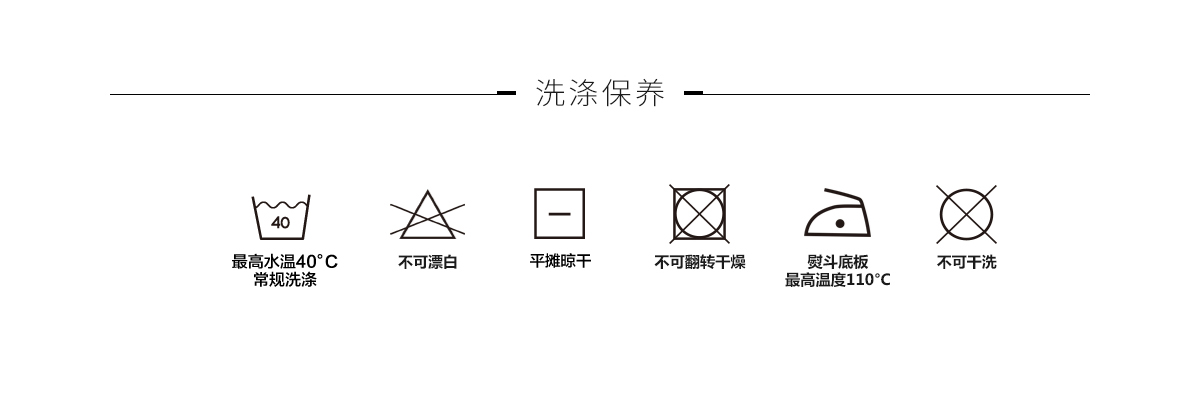 洗涤保养
40
最高水温40°C
常规洗涤
不可漂白
平摊晾干
不可翻转干燥
熨斗底板
最高温度110°C
不可干洗